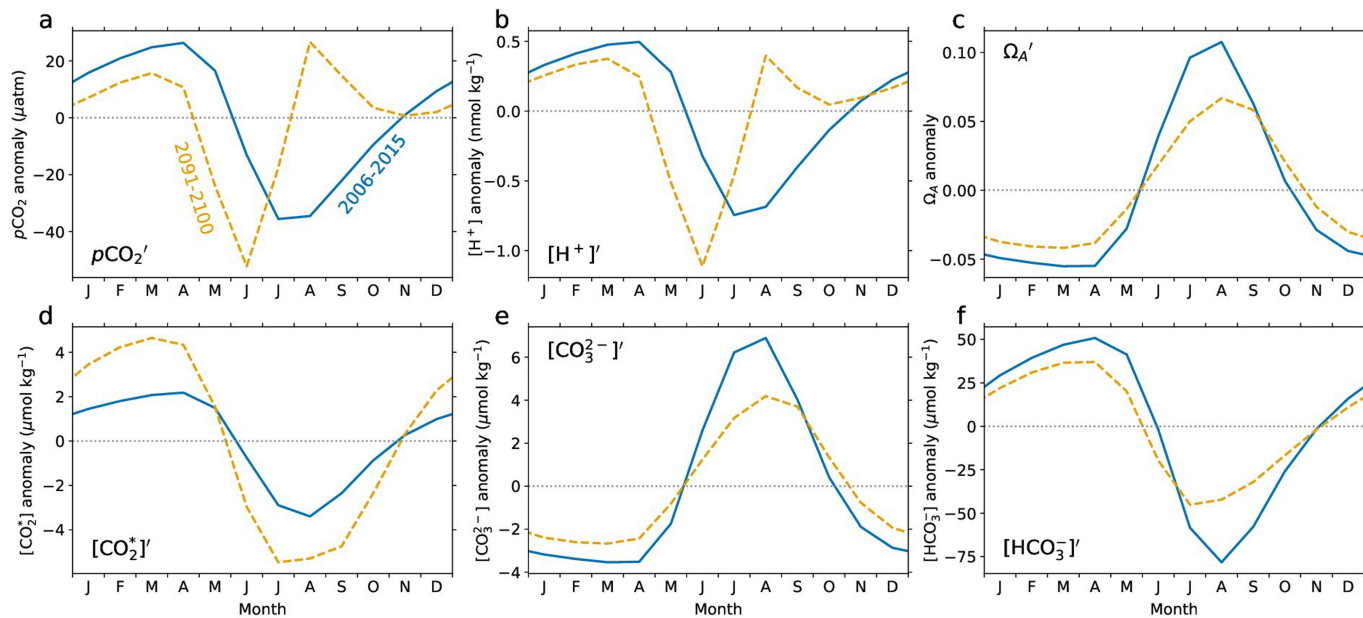 a
pCO₂ anomaly (μatm)
20
0
−20
−40
2091-2100
2006-2015
pCO₂′
J F M A M J J A S O N D
b
[H⁺] anomaly (nmol kg⁻¹)
0.5
0.0
−0.5
−1.0
[H⁺]′
J F M A M J J A S O N D
c
Ω_A anomaly
0.10
0.05
0.00
−0.05
Ω_A′
J F M A M J J A S O N D
d
[CO₂*] anomaly (μmol kg⁻¹)
4
2
0
−2
−4
[CO₂*]′
J F M A M J J A S O N D
Month
e
[CO₃²⁻] anomaly (μmol kg⁻¹)
6
4
2
0
−2
−4
[CO₃²⁻]′
J F M A M J J A S O N D
Month
f
[HCO₃⁻] anomaly (μmol kg⁻¹)
50
25
0
−25
−50
−75
[HCO₃⁻]′
J F M A M J J A S O N D
Month